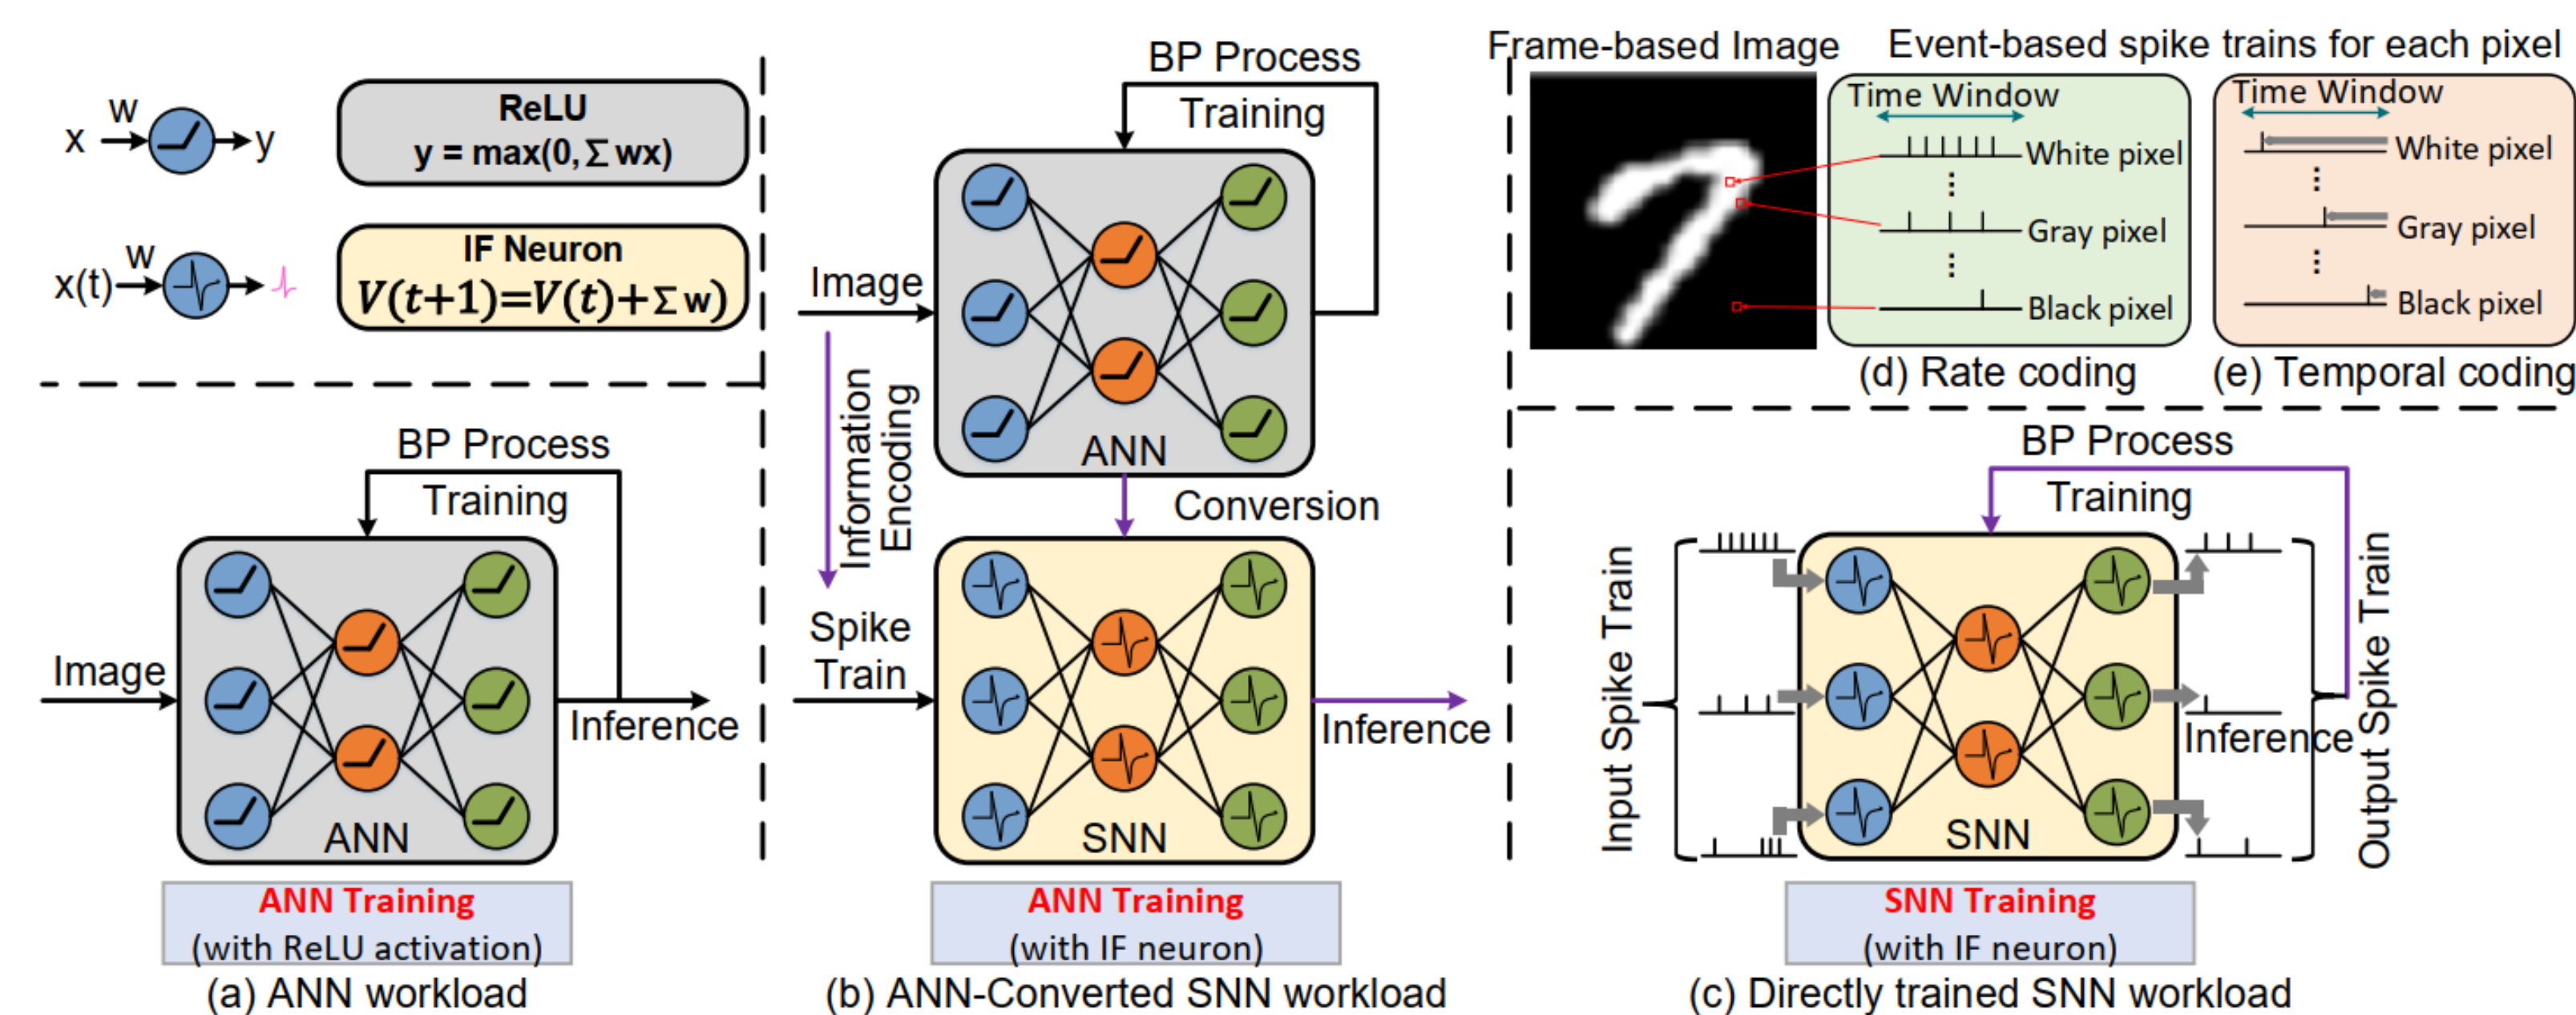 x
w
y
ReLU
y = max(0, Σ wx)
x(t)
w
IF Neuron
V(t+1)=V(t)+Σ w)
BP Process
Training
Image
ANN
Inference
ANN Training
(with ReLU activation)
(a) ANN workload
BP Process
Training
Image
ANN
Information
Encoding
Conversion
Spike
Train
SNN
Inference
ANN Training
(with IF neuron)
(b) ANN-Converted SNN workload
Frame-based Image
Event-based spike trains for each pixel
Time Window
White pixel
⋮
Gray pixel
⋮
Black pixel
(d) Rate coding
Time Window
White pixel
⋮
Gray pixel
⋮
Black pixel
(e) Temporal coding
BP Process
Training
Input Spike Train
SNN
Inference
Output Spike Train
SNN Training
(with IF neuron)
(c) Directly trained SNN workload